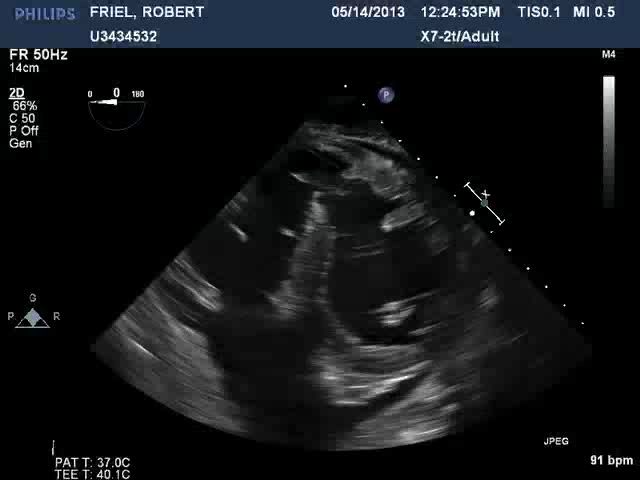 PHILIPS FRIEL, ROBERT 05/14/2013 12:24:53PM TIS0.1 MI 0.5
U3434532 X7-2t/Adult
FR 50Hz
14cm
M4
2D
66%
C 50
P Off
Gen
0 0 180
P
x
G
P R
JPEG
PAT T: 37.0C
TEE T: 40.1C
91 bpm